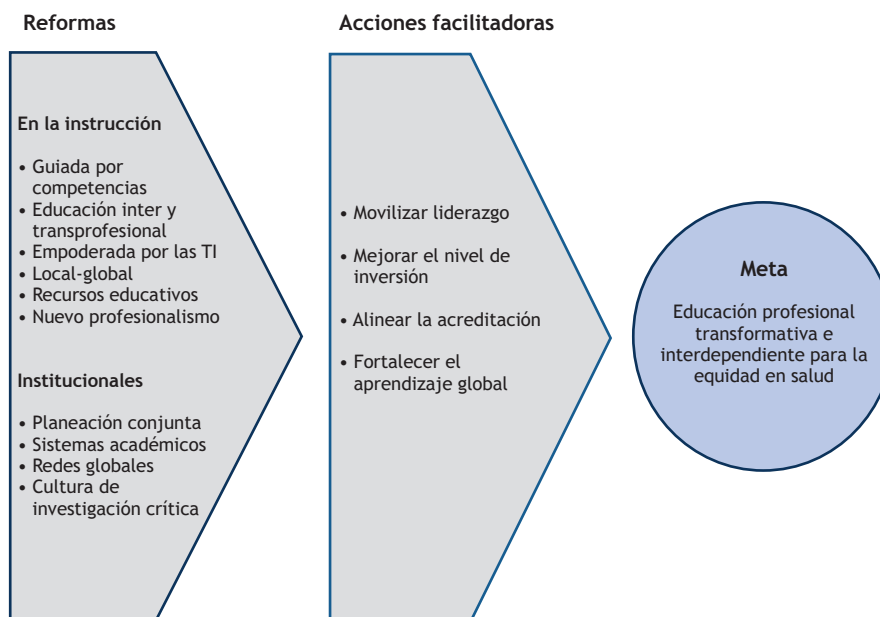 Reformas
En la instrucción
• Guiada por
competencias
• Educación inter y
transprofesional
• Empoderada por las TI
• Local-global
• Recursos educativos
• Nuevo profesionalismo
Institucionales
• Planeación conjunta
• Sistemas académicos
• Redes globales
• Cultura de
investigación crítica
Acciones facilitadoras
• Movilizar liderazgo
• Mejorar el nivel de
inversión
• Alinear la acreditación
• Fortalecer el
aprendizaje global
Meta
Educación profesional
transformativa e
interdependiente para la
equidad en salud